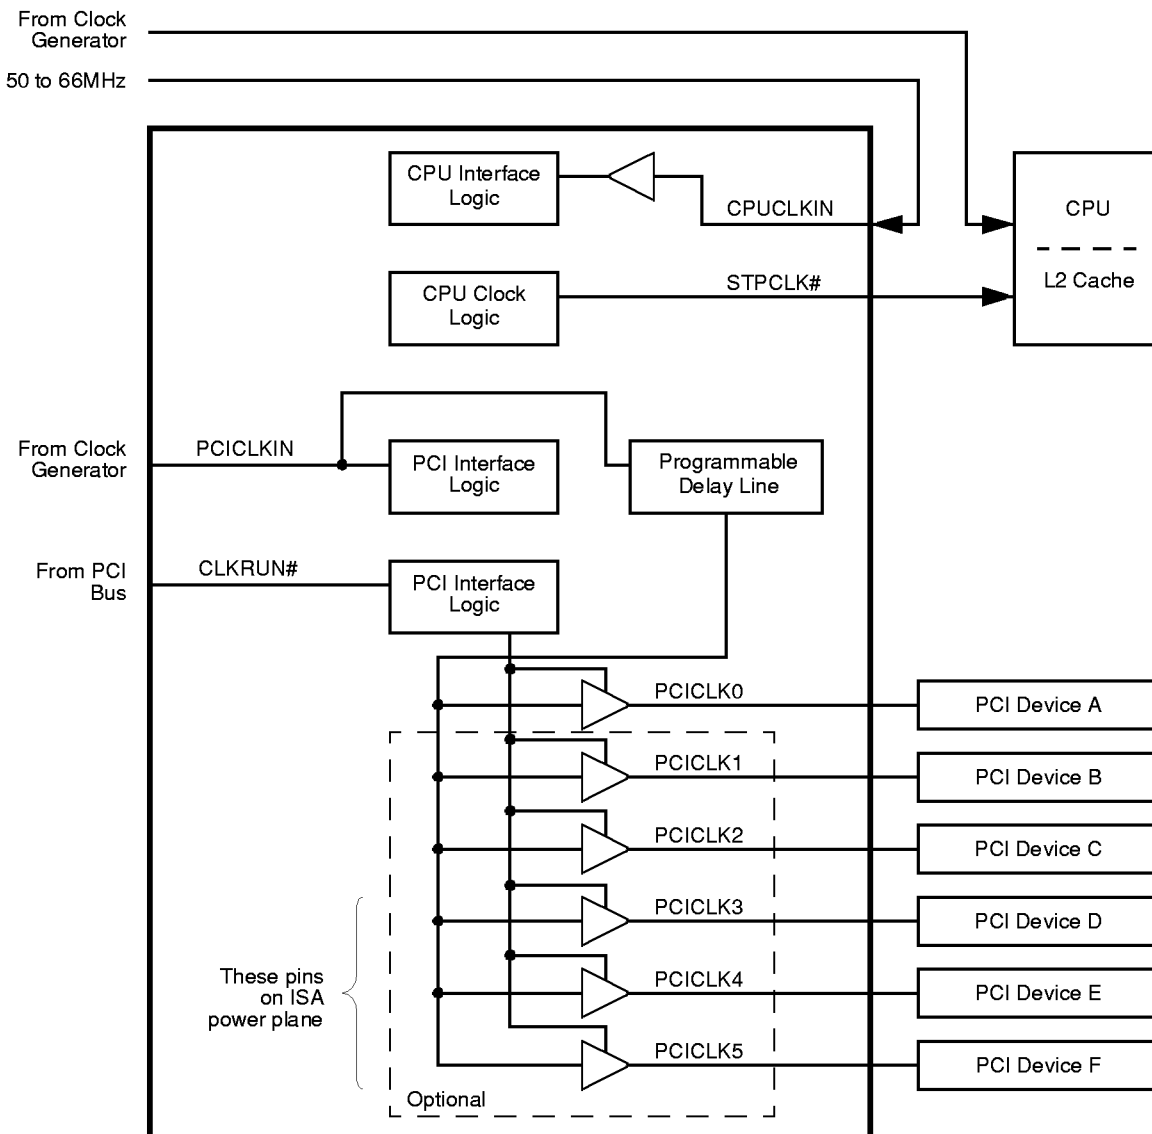 From Clock
Generator
50 to 66MHz
CPU Interface
Logic
CPUCLKIN
CPU
L2 Cache
CPU Clock
Logic
STPCLK#
From Clock
Generator
PCICLKIN
PCI Interface
Logic
Programmable
Delay Line
From PCI
Bus
CLKRUN#
PCI Interface
Logic
PCICLK0
PCI Device A
PCICLK1
PCI Device B
PCICLK2
PCI Device C
PCICLK3
PCI Device D
These pins
on ISA
power plane
PCICLK4
PCI Device E
PCICLK5
PCI Device F
Optional